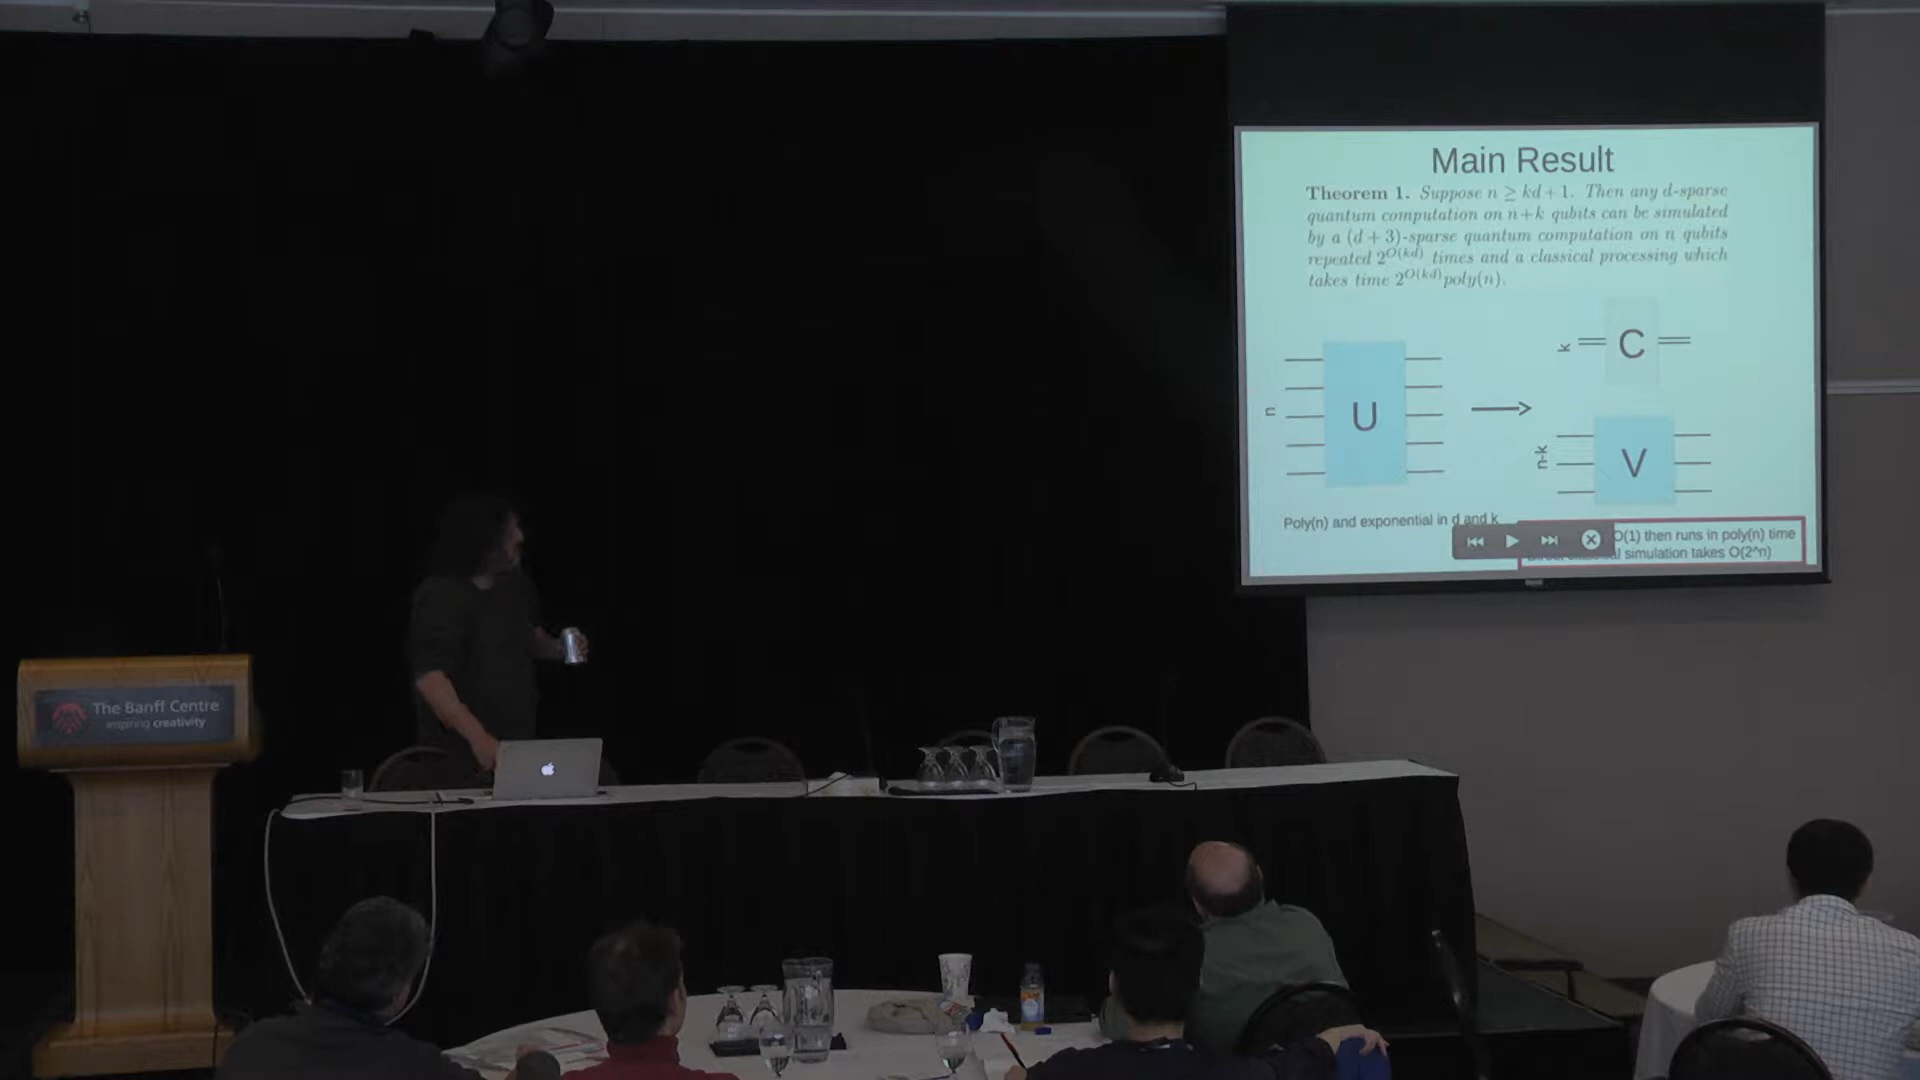 Main Result
Theorem 1. Suppose n ≥ kd + 1. Then any d-sparse
quantum computation on n+k qubits can be simulated
by a (d + 3)-sparse quantum computation on n qubits
repeated 2^{O(kd)} times and a classical processing which
takes time 2^{O(kd)} poly(n).
k
C
n
U
n-k
V
Poly(n) and exponential in d and k
O(1) then runs in poly(n) time
simulation takes O(2^n)
The Banff Centre
inspiring creativity